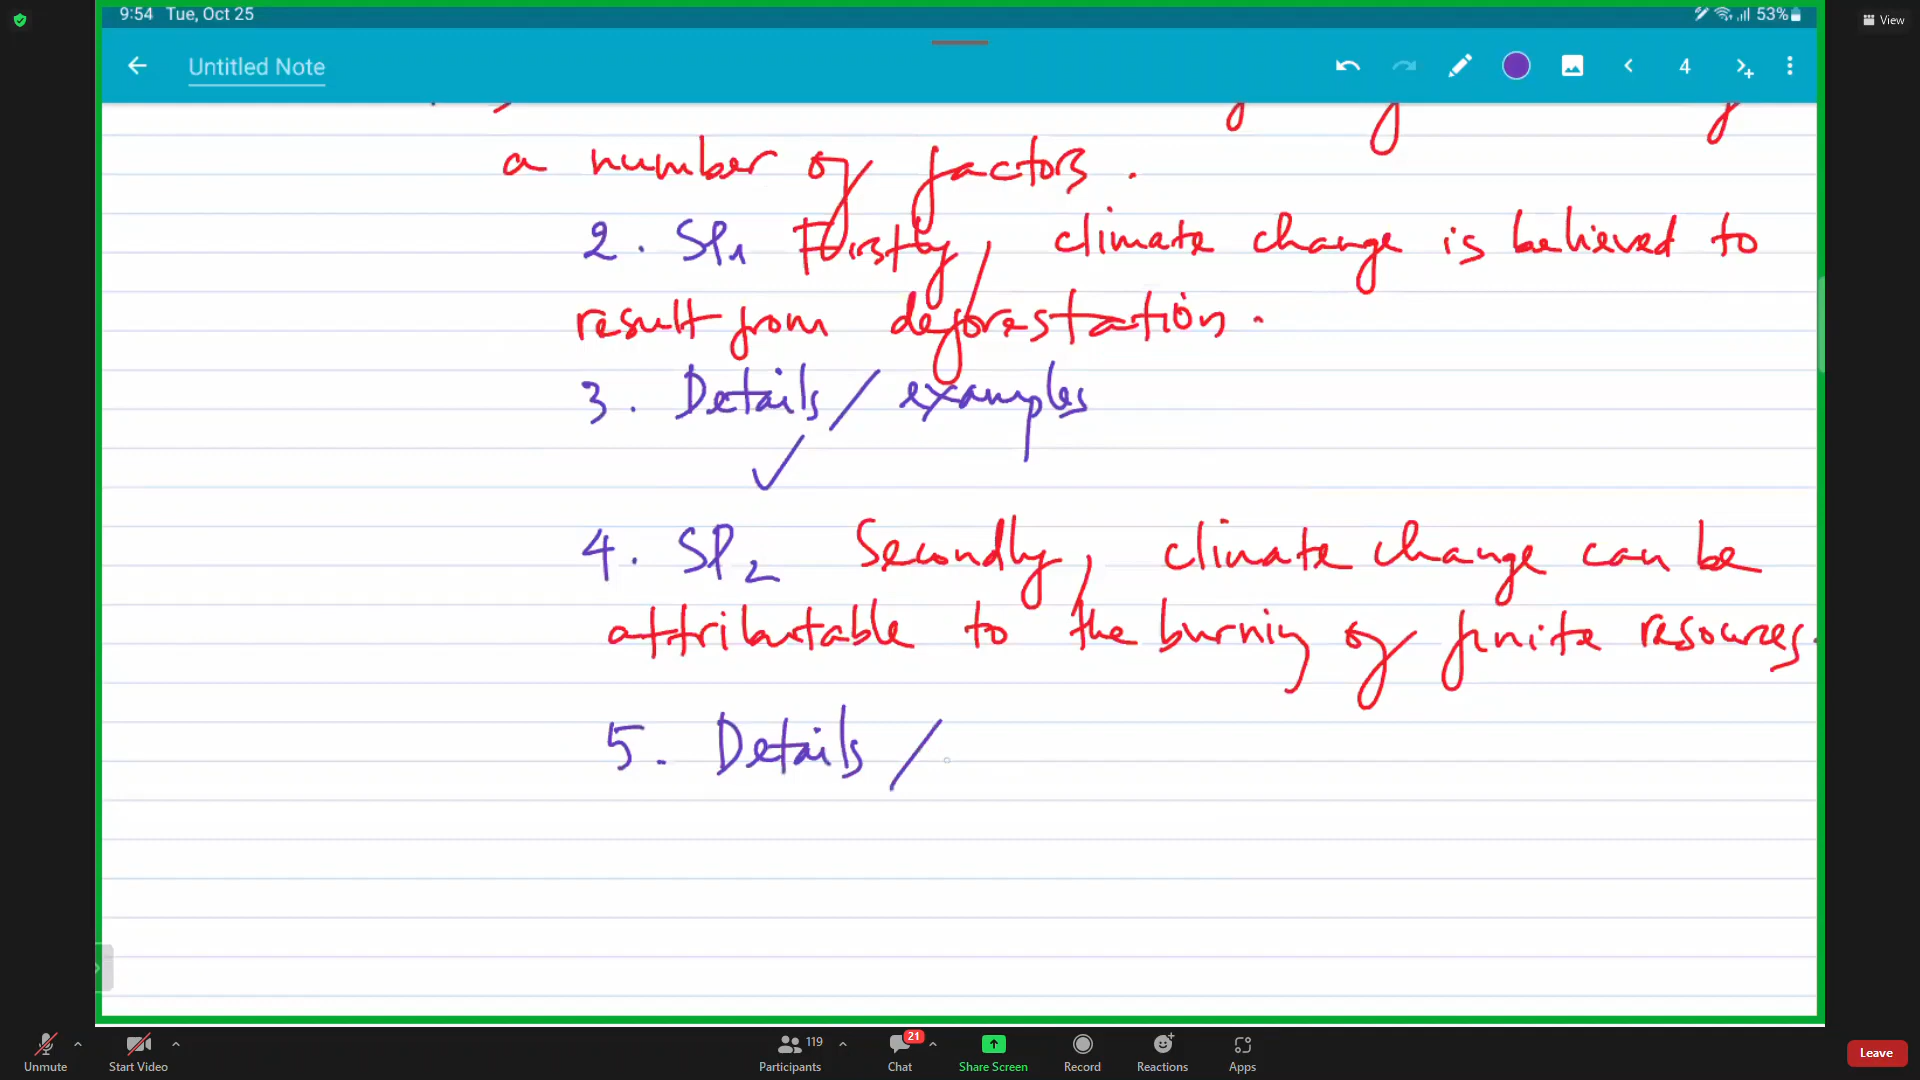 9:54 Tue, Oct 25
53%
View
Untitled Note
4
a number of factors.
2. SP1 Firstly, climate change is believed to
result from deforestation.
3. Details / examples
4. SP2 Secondly, climate change can be
attributable to the burning of finite resources.
5. Details /
Unmute
Start Video
119
Participants
21
Chat
Share Screen
Record
Reactions
Apps
Leave